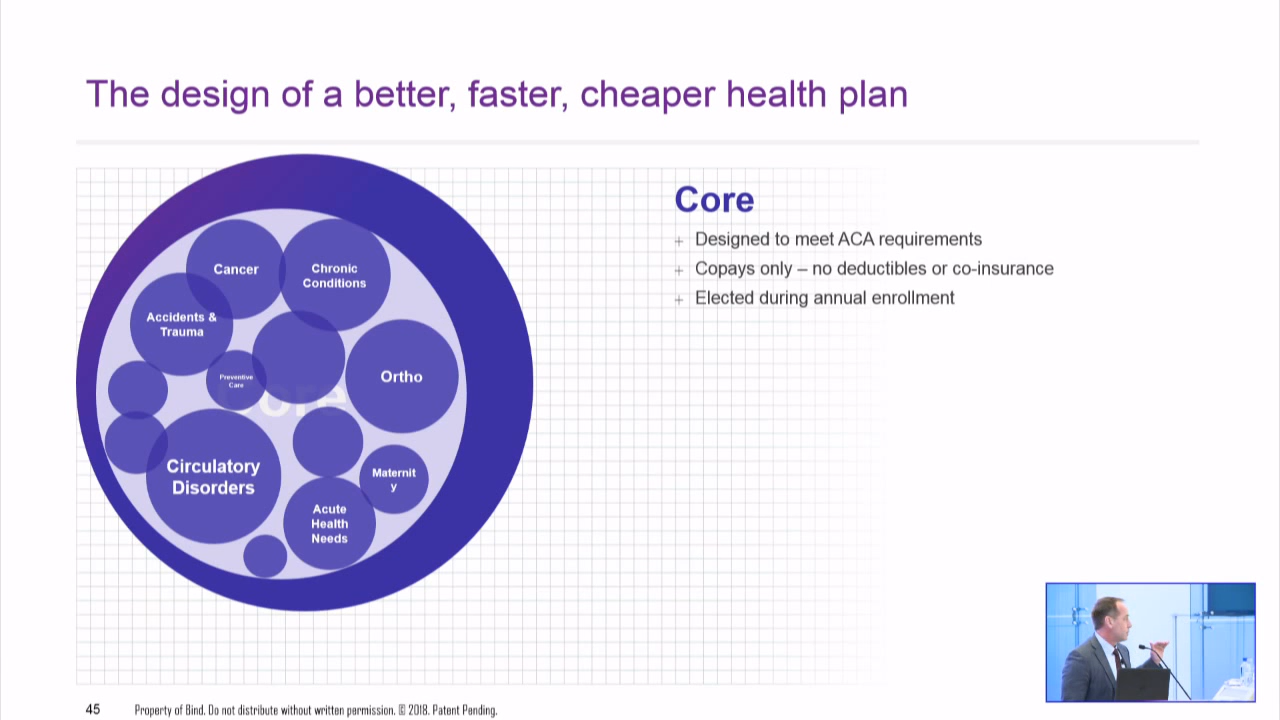 The design of a better, faster, cheaper health plan
Core
+ Designed to meet ACA requirements
+ Copays only – no deductibles or co-insurance
+ Elected during annual enrollment
Cancer
Chronic
Conditions
Accidents &
Trauma
Preventive
Care
Core
Ortho
Circulatory
Disorders
Maternit
y
Acute
Health
Needs
45
Property of Bind. Do not distribute without written permission. © 2018. Patent Pending.